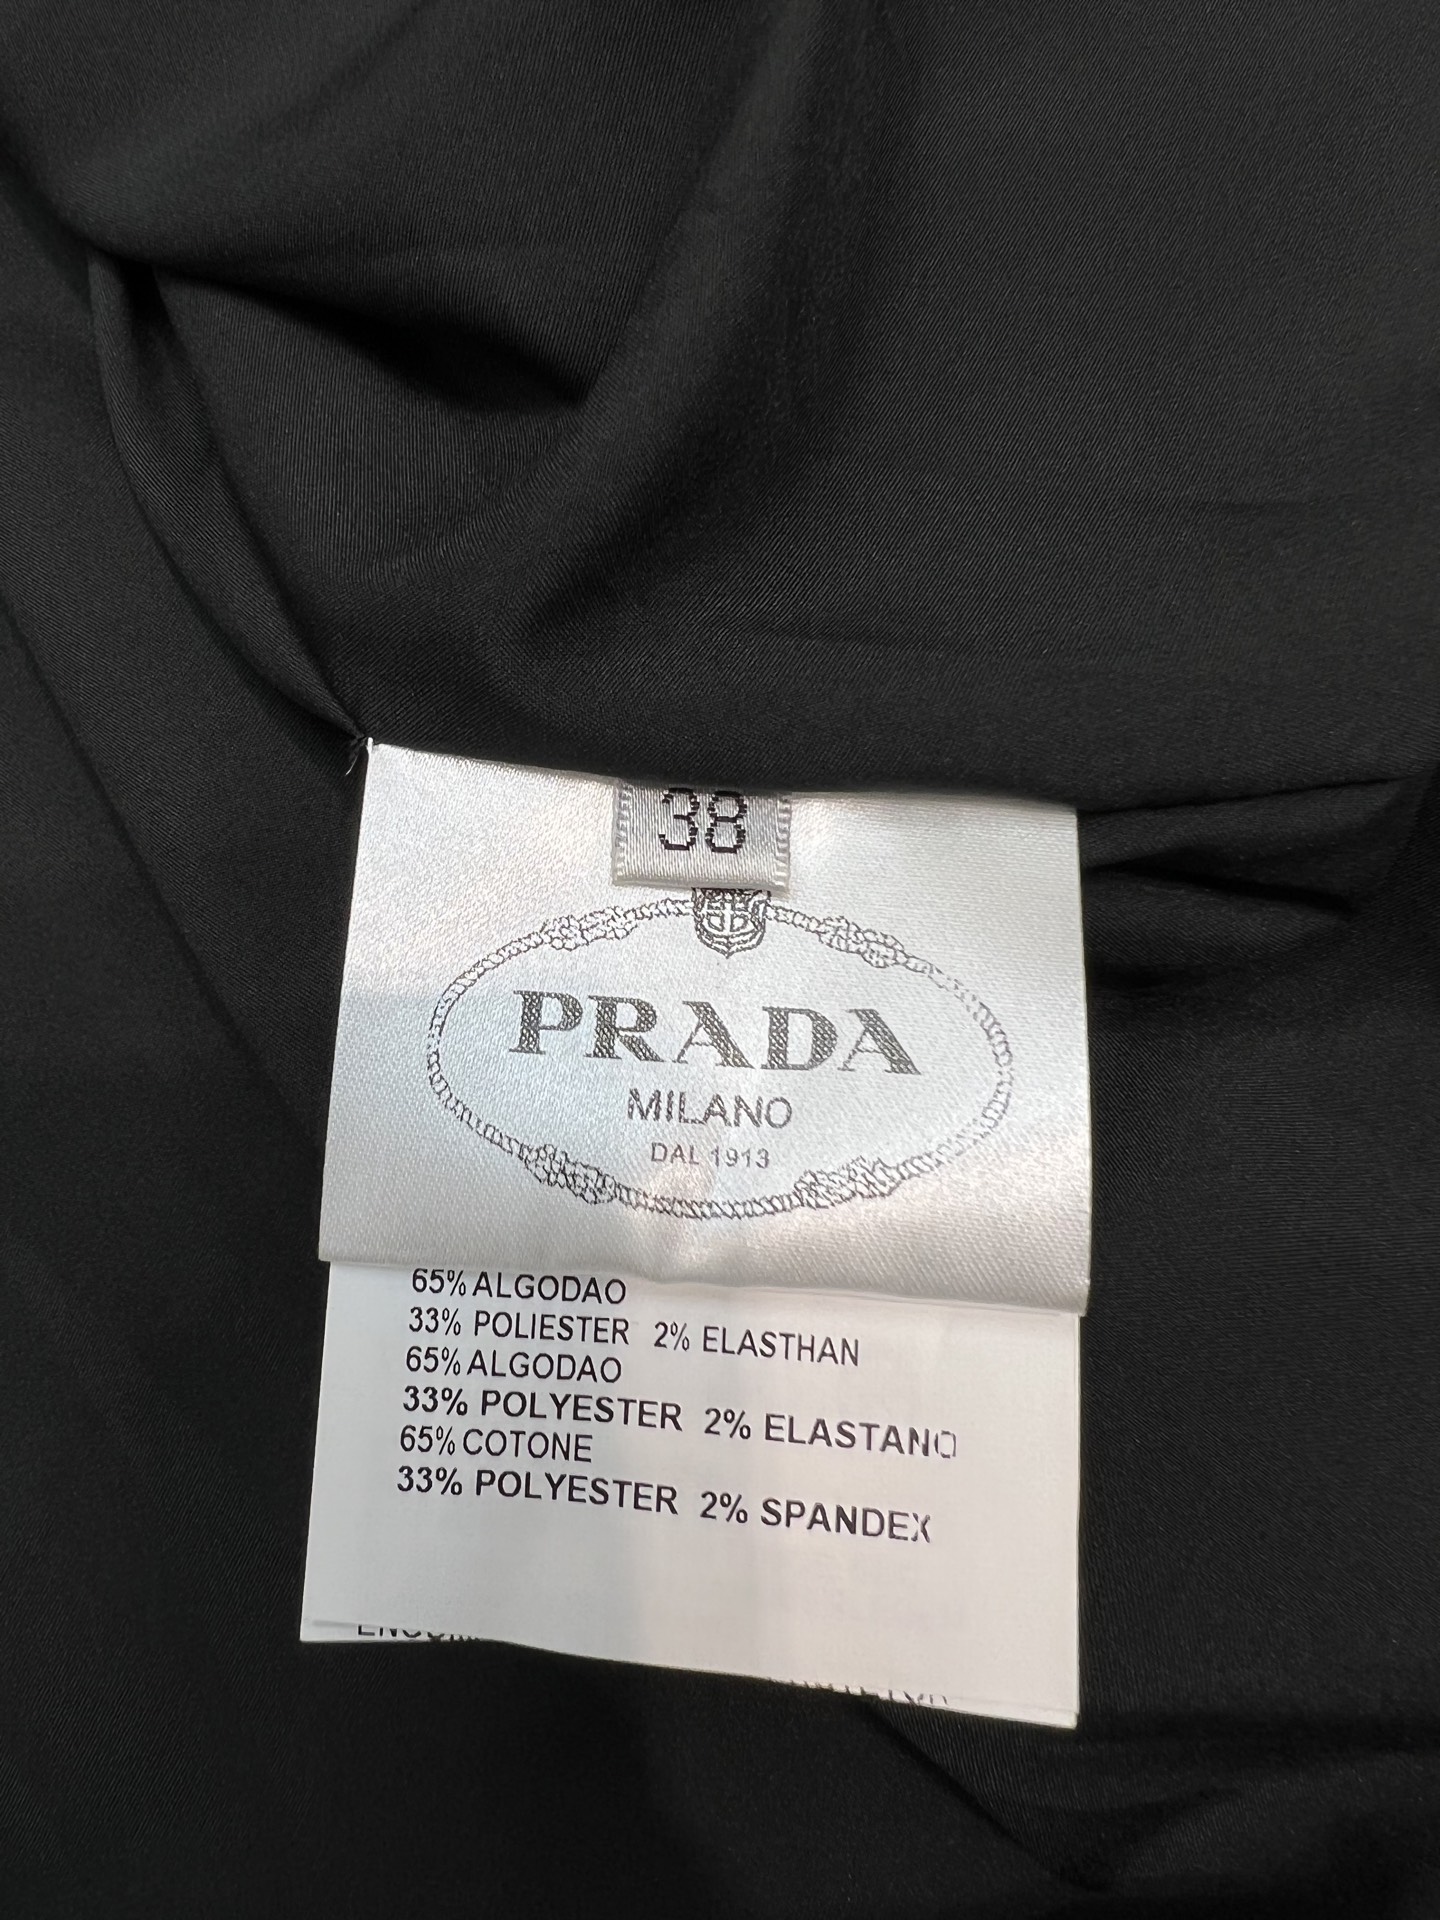 38
PRADA
MILANO
DAL 1913
65% ALGODAO
33% POLIESTER 2% ELASTHAN
65% ALGODAO
33% POLYESTER 2% ELASTANO
65% COTONE
33% POLYESTER 2% SPANDEX